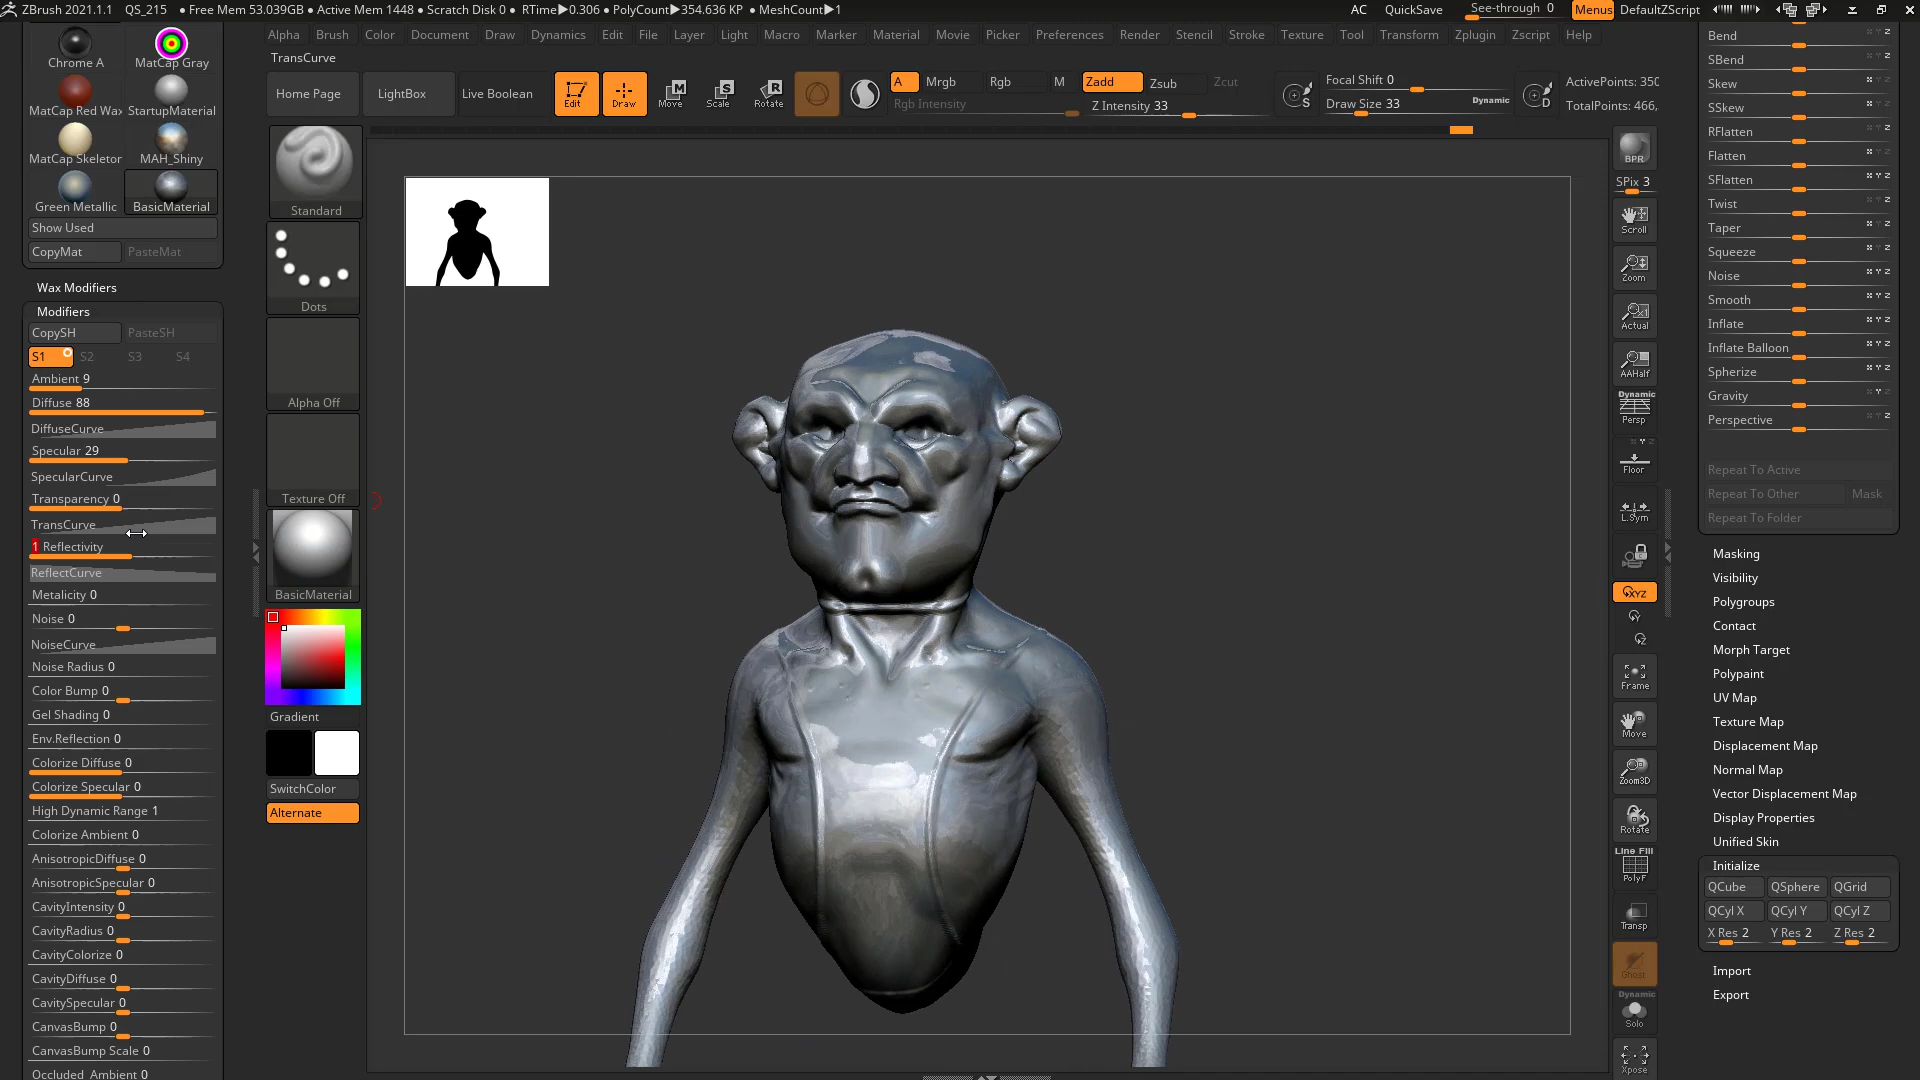 ZBrush 2021.1.1 QS_215 • Free Mem 53.039GB • Active Mem 1448 • Scratch Disk 0 • RTime▶0.306 • PolyCount▶354.636 KP • MeshCount▶1 AC QuickSave See-through 0 Menus DefaultZScript
Alpha Brush Color Document Draw Dynamics Edit File Layer Light Macro Marker Material Movie Picker Preferences Render Stencil Stroke Texture Tool Transform Zplugin Zscript Help
TransCurve
Home Page LightBox Live Boolean Edit Draw Move Scale Rotate
A Mrgb Rgb M Zadd Zsub Zcut
Rgb Intensity Z Intensity 33
Focal Shift 0
Draw Size 33 Dynamic
ActivePoints: 350
TotalPoints: 466,
Chrome A MatCap Gray
MatCap Red Wax StartupMaterial
MatCap Skeletor MAH_Shiny
Green Metallic BasicMaterial
Show Used
CopyMat PasteMat
Wax Modifiers
Modifiers
CopySH PasteSH
S1 S2 S3 S4
Ambient 9
Diffuse 88
DiffuseCurve
Specular 29
SpecularCurve
Transparency 0
TransCurve
1 Reflectivity
ReflectCurve
Metalicity 0
Noise 0
NoiseCurve
Noise Radius 0
Color Bump 0
Gel Shading 0
Env.Reflection 0
Colorize Diffuse 0
Colorize Specular 0
High Dynamic Range 1
Colorize Ambient 0
AnisotropicDiffuse 0
AnisotropicSpecular 0
CavityIntensity 0
CavityRadius 0
CavityColorize 0
CavityDiffuse 0
CavitySpecular 0
CanvasBump 0
CanvasBump Scale 0
Occluded Ambient 0
Standard
Dots
Alpha Off
Texture Off
BasicMaterial
Gradient
SwitchColor
Alternate
BPR
SPix 3
Scroll
Zoom
Actual
AAHalf
Dynamic
Persp
Floor
L.Sym
XYZ
Y
Z
Frame
Move
Zoom3D
Rotate
Line Fill
PolyF
Transp
Ghost
Dynamic
Solo
Xpose
Bend
SBend
Skew
SSkew
RFlatten
Flatten
SFlatten
Twist
Taper
Squeeze
Noise
Smooth
Inflate
Inflate Balloon
Spherize
Gravity
Perspective
Repeat To Active
Repeat To Other Mask
Repeat To Folder
Masking
Visibility
Polygroups
Contact
Morph Target
Polypaint
UV Map
Texture Map
Displacement Map
Normal Map
Vector Displacement Map
Display Properties
Unified Skin
Initialize
QCube QSphere QGrid
QCyl X QCyl Y QCyl Z
X Res 2 Y Res 2 Z Res 2
Import
Export